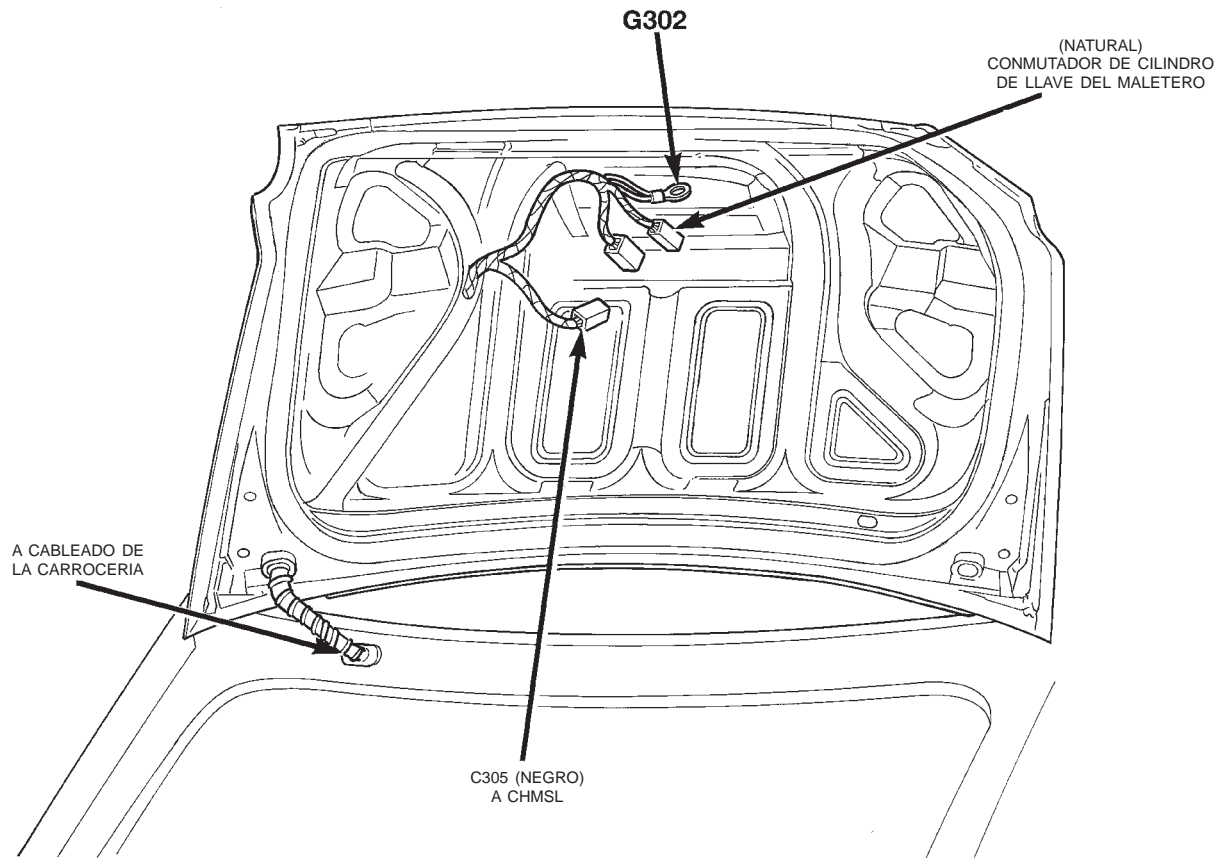 G302
(NATURAL)
CONMUTADOR DE CILINDRO
DE LLAVE DEL MALETERO
A CABLEADO DE
LA CARROCERIA
C305 (NEGRO)
A CHMSL